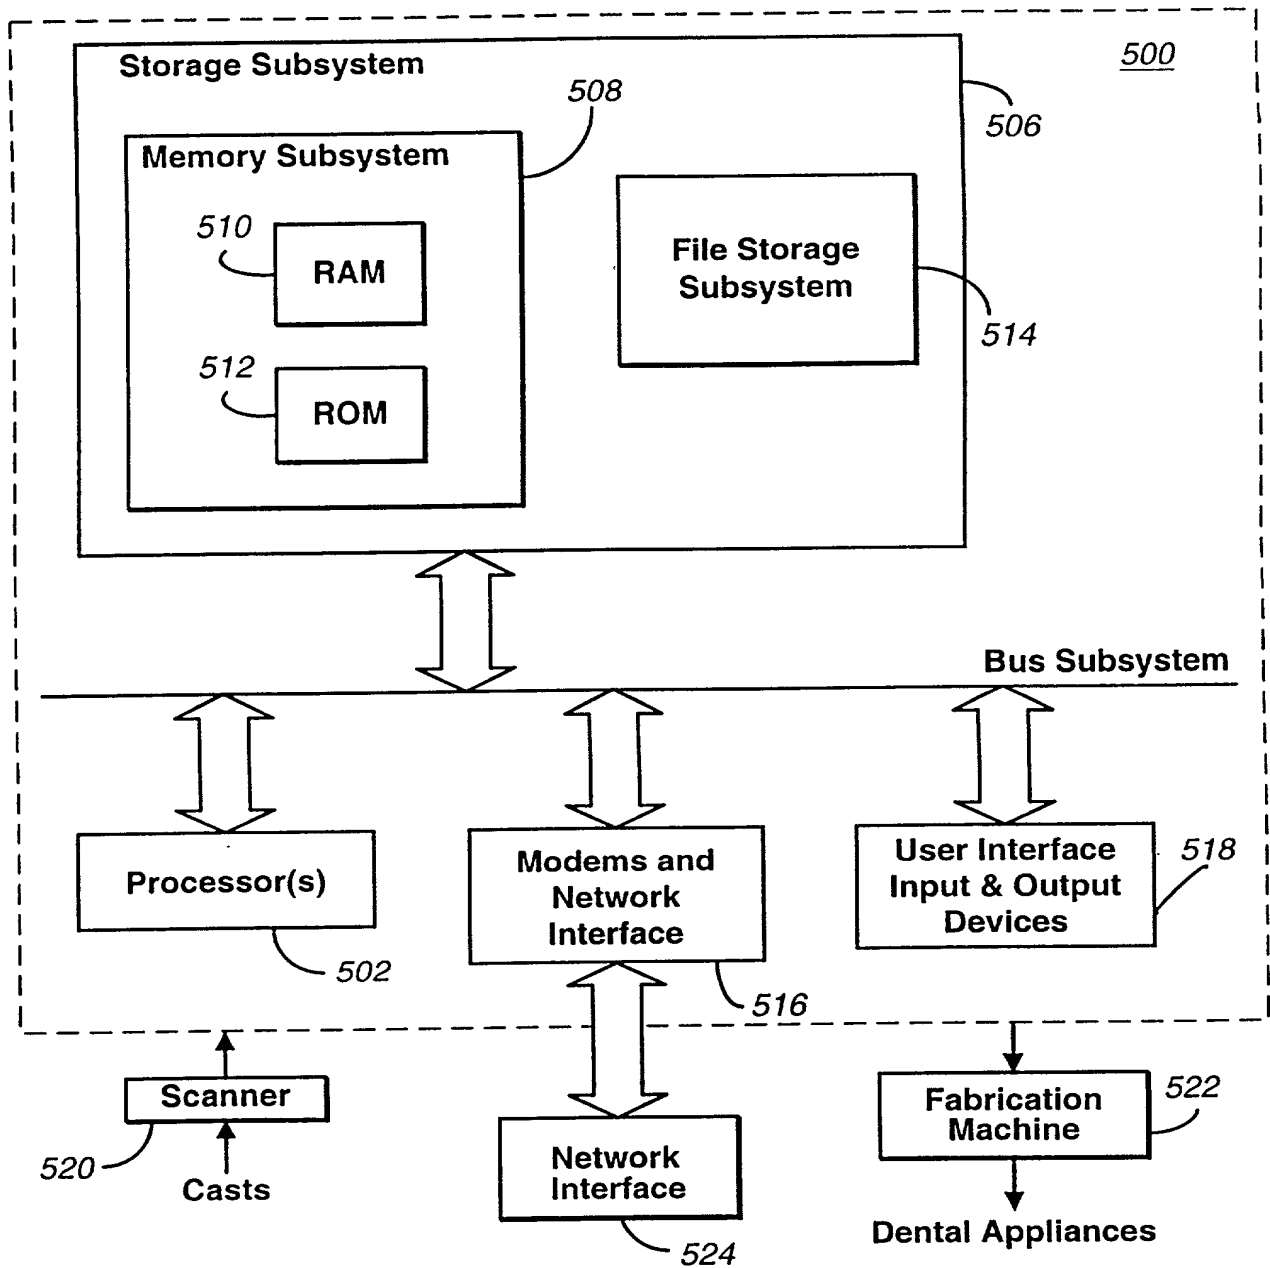 500
Storage Subsystem
508
506
Memory Subsystem
510
RAM
File Storage
Subsystem
514
512
ROM
Bus Subsystem
Processor(s)
502
Modems and
Network
Interface
516
User Interface
Input & Output
Devices
518
Scanner
520
Casts
Network
Interface
524
Fabrication
Machine
522
Dental Appliances